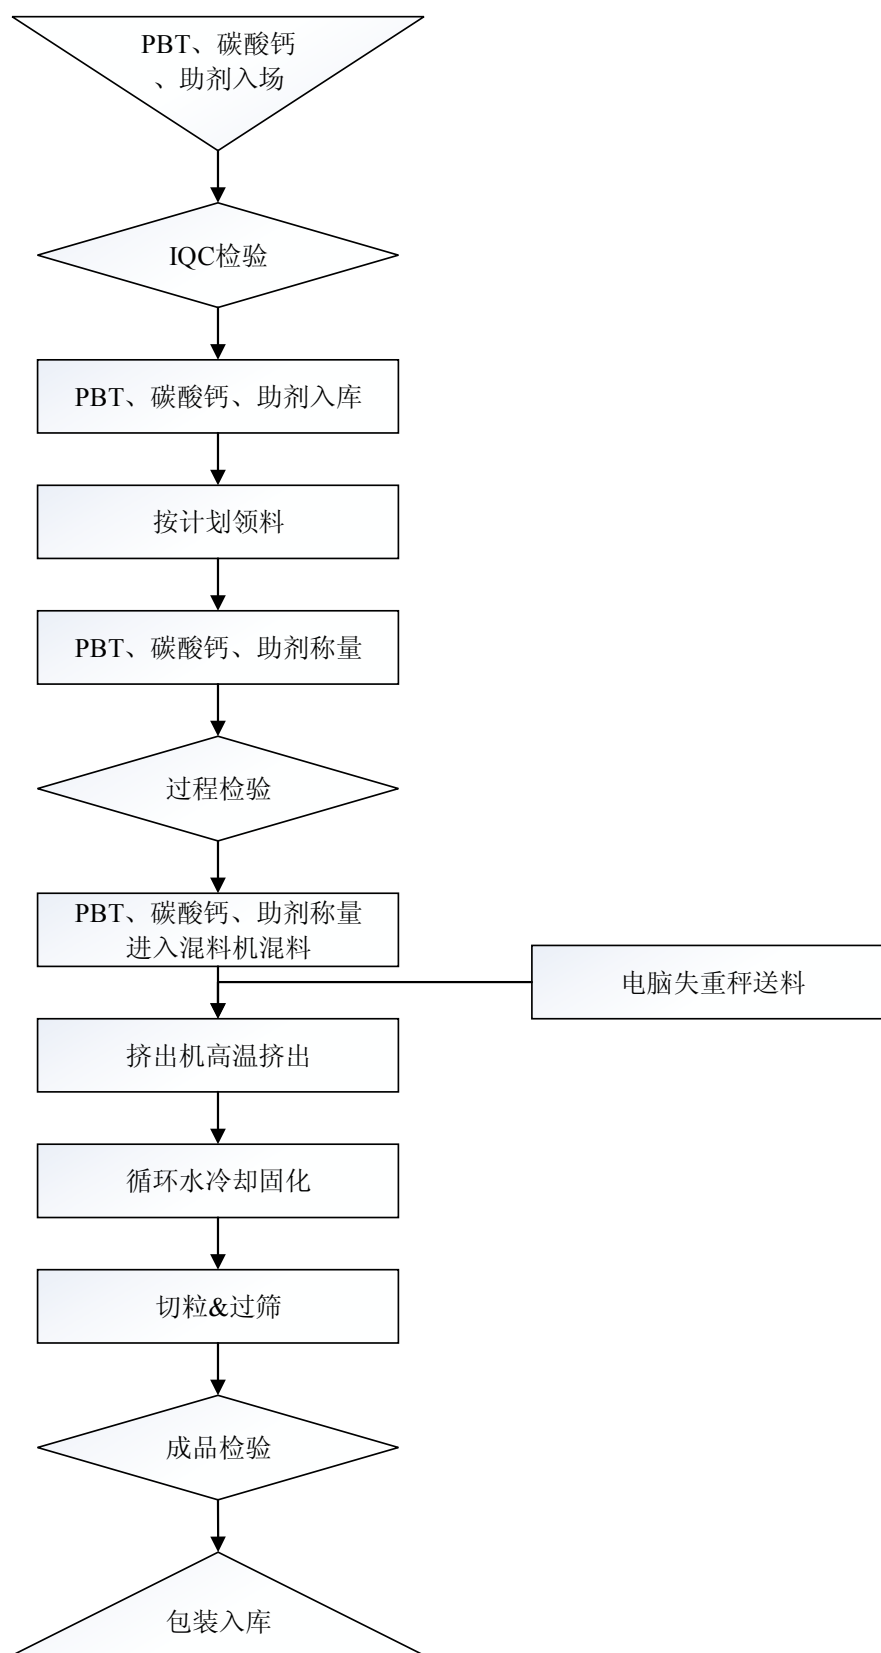 PBT、碳酸钙
、助剂入场
IQC检验
PBT、碳酸钙、助剂入库
按计划领料
PBT、碳酸钙、助剂称量
过程检验
PBT、碳酸钙、助剂称量
进入混料机混料
电脑失重秤送料
挤出机高温挤出
循环水冷却固化
切粒&过筛
成品检验
包装入库